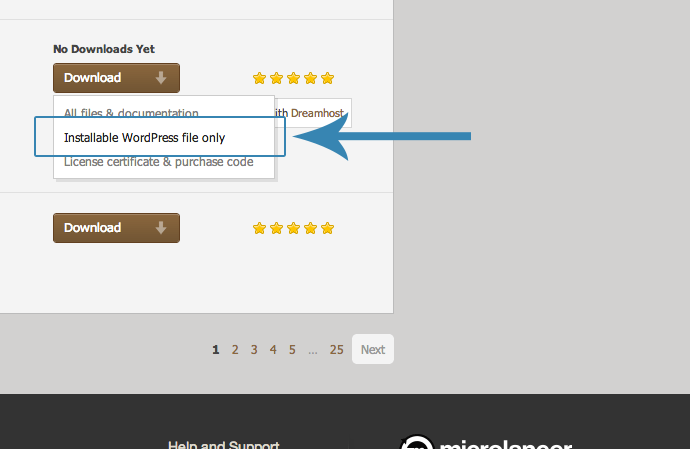 No Downloads Yet
Download
All files & documentation
ith Dreamhost
Installable WordPress file only
License certificate & purchase code
Download
1 2 3 4 5 ... 25 Next
Help and Support
microlancer